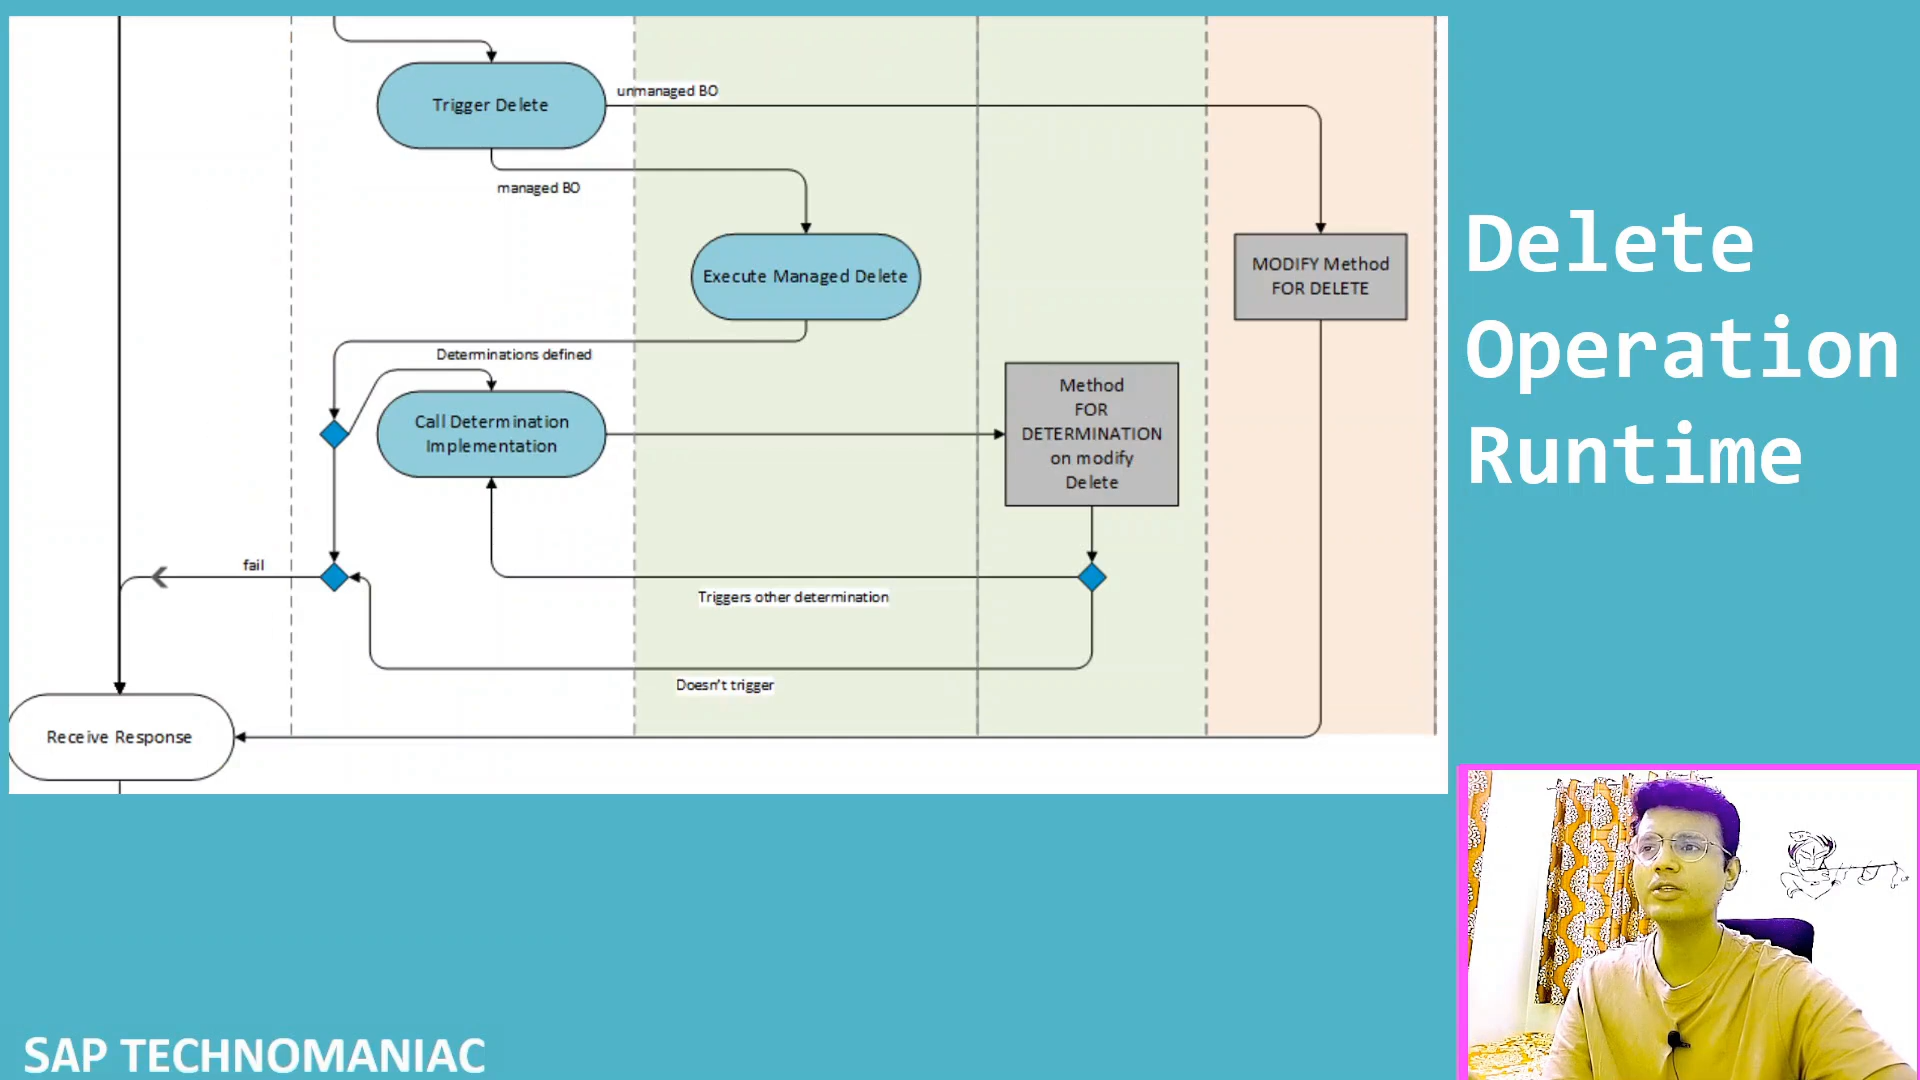 Trigger Delete
unmanaged BO
managed BO
Execute Managed Delete
MODIFY Method
FOR DELETE
Determinations defined
Call Determination
Implementation
Method
FOR
DETERMINATION
on modify
Delete
fail
Triggers other determination
Doesn't trigger
Receive Response
Delete
Operation
Runtime
SAP TECHNOMANIAC